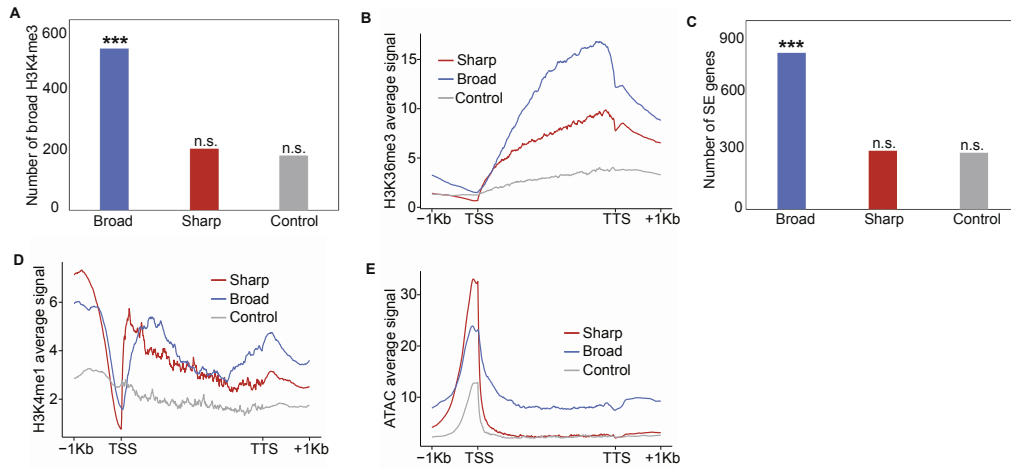 A
Number of broad H3K4me3
600
400
200
0
***
n.s.
n.s.
Broad
Sharp
Control
B
H3K36me3 average signal
15
10
5
0
Sharp
Broad
Control
−1Kb
TSS
TTS
+1Kb
C
Number of SE genes
900
600
300
0
***
n.s.
n.s.
Broad
Sharp
Control
D
H3K4me1 average signal
6
4
2
Sharp
Broad
Control
−1Kb
TSS
TTS
+1Kb
E
ATAC average signal
30
20
10
Sharp
Broad
Control
−1Kb
TSS
TTS
+1Kb